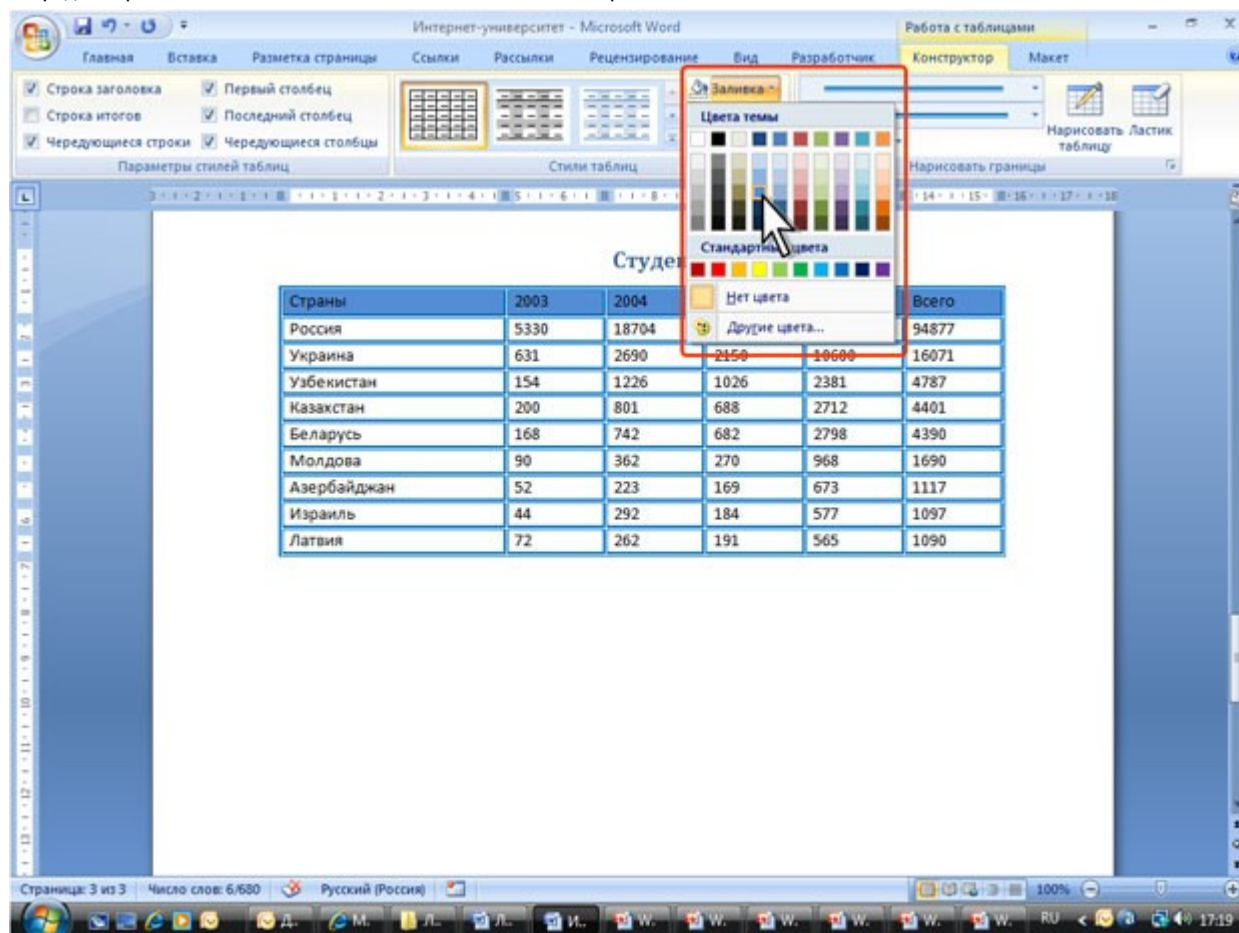 Интернет-университет - Microsoft Word
Работа с таблицами
Главная Вставка Разметка страницы Ссылки Рассылки Рецензирование Вид Разработчик Конструктор Макет
Строка заголовка Первый столбец
Строка итогов Последний столбец
Чередующиеся строки Чередующиеся столбцы
Параметры стилей таблиц
Стили таблиц
Заливка
Цвета темы
Стандартные цвета
Нет цвета
Другие цвета...
Нарисовать таблицу
Ластик
Нарисовать границы
Страны 2003 2004 Всего
Россия 5330 18704 94877
Украина 631 2690 2150 10600 16071
Узбекистан 154 1226 1026 2381 4787
Казахстан 200 801 688 2712 4401
Беларусь 168 742 682 2798 4390
Молдова 90 362 270 968 1690
Азербайджан 52 223 169 673 1117
Израиль 44 292 184 577 1097
Латвия 72 262 191 565 1090
Страница: 3 из 3 Число слов: 6/680 Русский (Россия) 100%
Д.. М. Л.. Л.. И.. W. W. W. W. W. W. RU 17:19